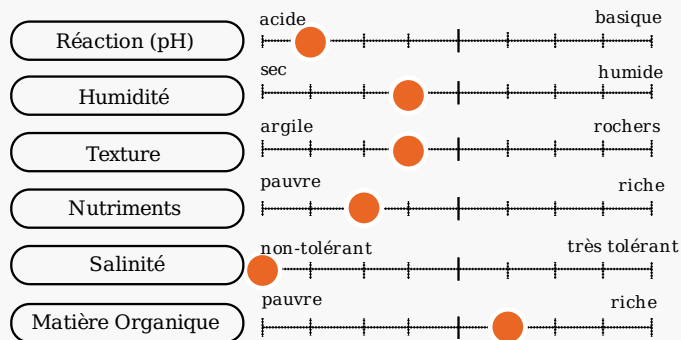 acide basique
Réaction (pH)
sec humide
Humidité
argile rochers
Texture
pauvre riche
Nutriments
non-tolérant très tolérant
Salinité
pauvre riche
Matière Organique